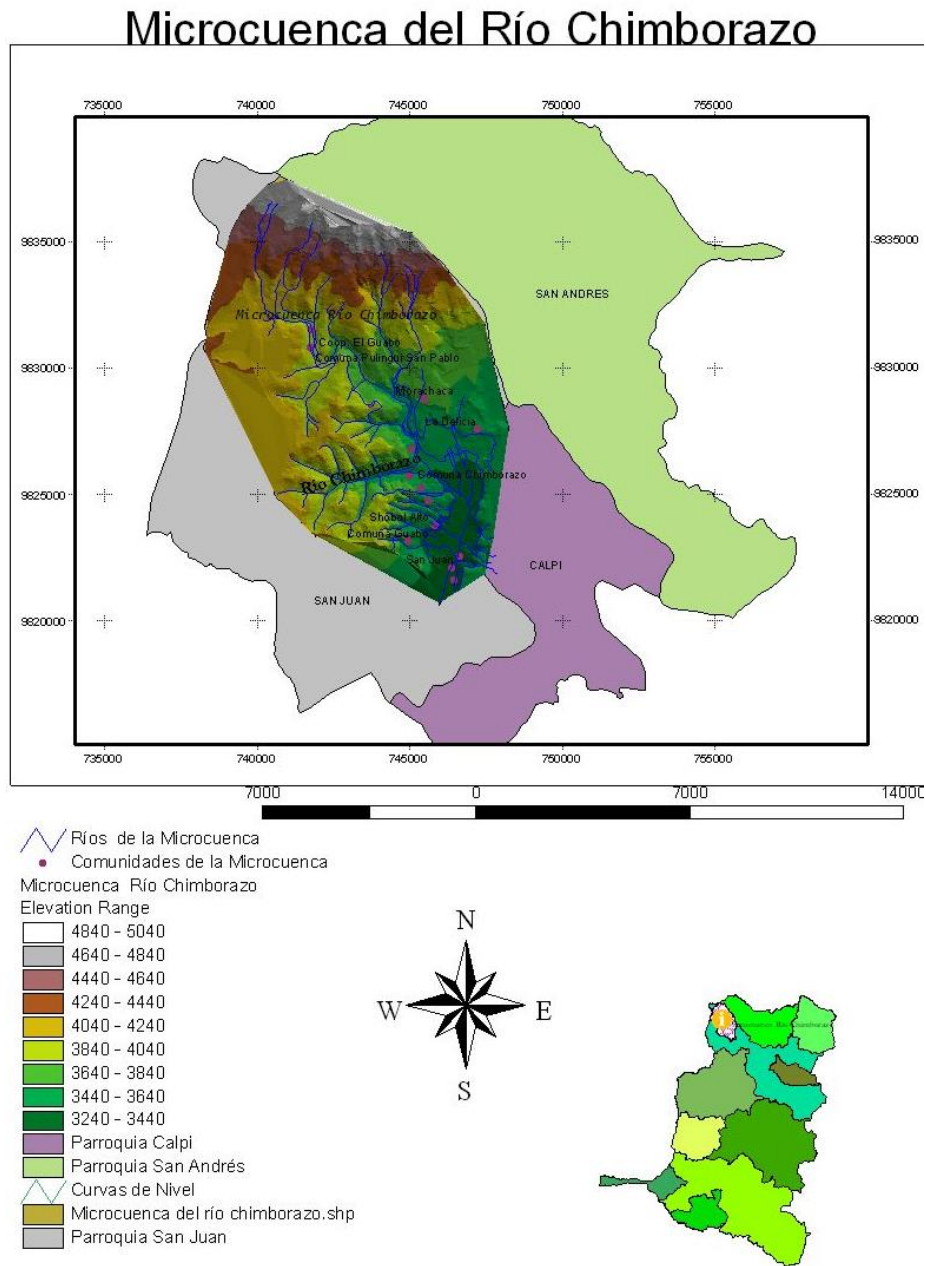 Microcuenca del Río Chimborazo
735000 740000 745000 750000 755000
9835000 9835000
SAN ANDRES
Microcuenca Río Chimborazo
Coop. El Guabo
Comuna Pulinguí San Pablo
9830000 9830000
Morachaca
La Delicia
Río Chimborazo
Comuna Chimborazo
9825000 9825000
Shobol Alto
Comuna Guabo
San Juan
CALPI
SAN JUAN
9820000 9820000
735000 740000 745000 750000 755000
7000 0 7000 14000
Ríos de la Microcuenca
Comunidades de la Microcuenca
Microcuenca Río Chimborazo
Elevation Range
4840 - 5040
4640 - 4840
4440 - 4640
4240 - 4440
4040 - 4240
3840 - 4040
3640 - 3840
3440 - 3640
3240 - 3440
Parroquia Calpi
Parroquia San Andrés
Curvas de Nivel
Microcuenca del río chimborazo.shp
Parroquia San Juan
N
W E
S
i
Río Chimborazo